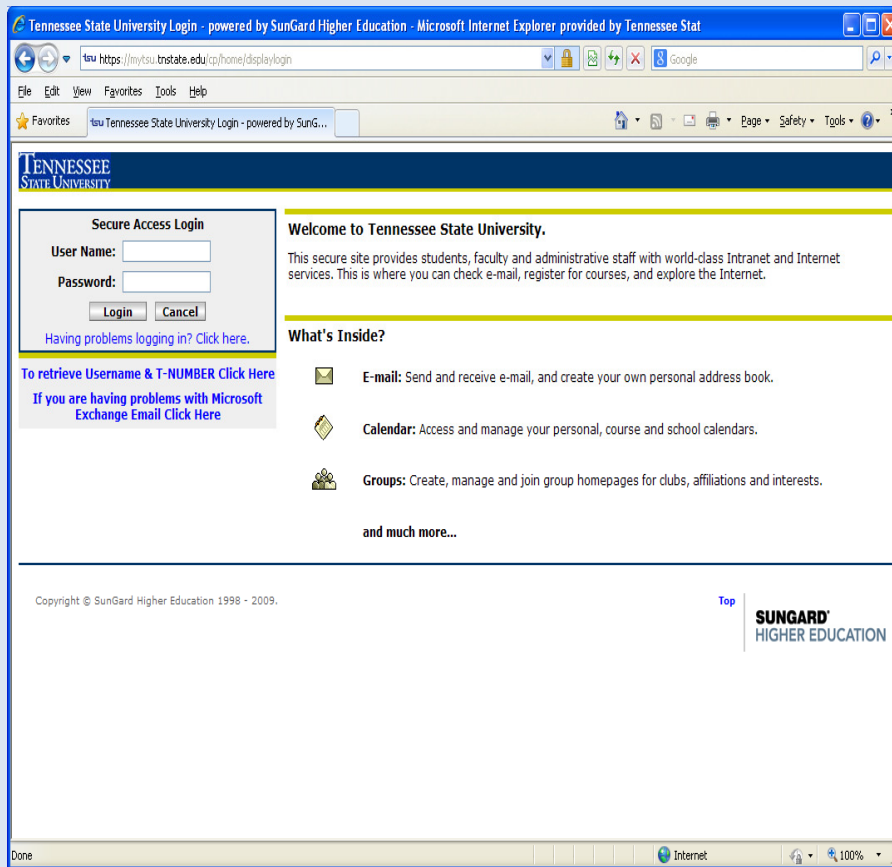 Tennessee State University Login - powered by SunGard Higher Education - Microsoft Internet Explorer provided by Tennessee Stat
tsu https://mytsu.tnstate.edu/cp/home/displaylogin
Google
File Edit View Favorites Tools Help
Favorites
tsu Tennessee State University Login - powered by SunG...
Page Safety Tools
TENNESSEE
STATE UNIVERSITY
Secure Access Login
User Name:
Password:
Login Cancel
Having problems logging in? Click here.
To retrieve Username & T-NUMBER Click Here
If you are having problems with Microsoft
Exchange Email Click Here
Welcome to Tennessee State University.
This secure site provides students, faculty and administrative staff with world-class Intranet and Internet
services. This is where you can check e-mail, register for courses, and explore the Internet.
What's Inside?
E-mail: Send and receive e-mail, and create your own personal address book.
Calendar: Access and manage your personal, course and school calendars.
Groups: Create, manage and join group homepages for clubs, affiliations and interests.
and much more...
Copyright © SunGard Higher Education 1998 - 2009.
Top
SUNGARD'
HIGHER EDUCATION
Done
Internet
100%